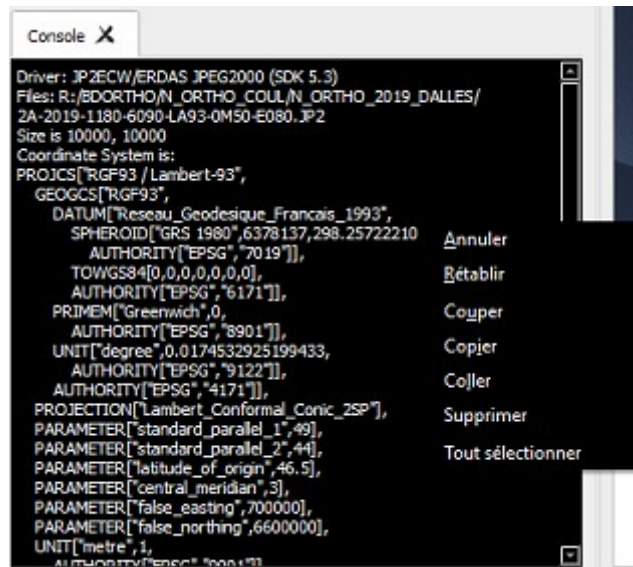 Console X
Driver: JP2ECW/ERDAS JPEG2000 (SDK 5.3)
Files: R:/BDORTHO/N_ORTHO_COUL/N_ORTHO_2019_DALLES/
2A-2019-1180-6090-LA93-0M50-E080.JP2
Size is 10000, 10000
Coordinate System is:
PROJCS["RGF93 / Lambert-93",
GEOGCS["RGF93",
DATUM["Reseau_Geodesique_Francais_1993",
SPHEROID["GRS 1980",6378137,298.25722210
AUTHORITY["EPSG","7019"]],
TOWGS84[0,0,0,0,0,0,0],
AUTHORITY["EPSG","6171"]],
PRIMEM["Greenwich",0,
AUTHORITY["EPSG","8901"]],
UNIT["degree",0.0174532925199433,
AUTHORITY["EPSG","9122"]],
AUTHORITY["EPSG","4171"]],
PROJECTION["Lambert_Conformal_Conic_2SP"],
PARAMETER["standard_parallel_1",49],
PARAMETER["standard_parallel_2",44],
PARAMETER["latitude_of_origin",46.5],
PARAMETER["central_meridian",3],
PARAMETER["false_easting",700000],
PARAMETER["false_northing",6600000],
UNIT["metre",1,
AUTHORITY["EPSG","9001"]],
Annuler
Rétablir
Couper
Copier
Coller
Supprimer
Tout sélectionner